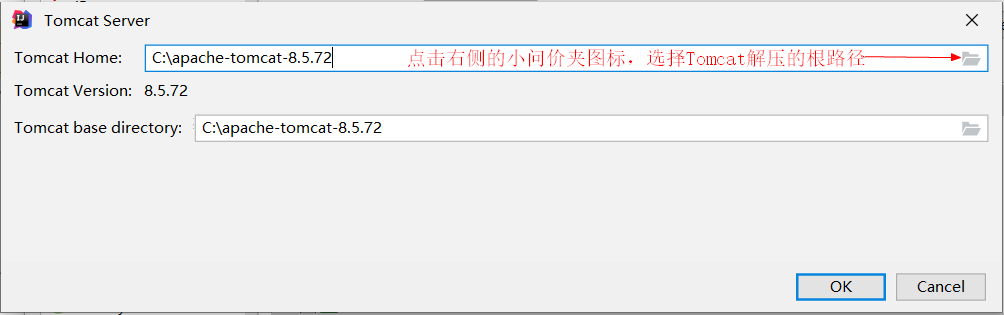 Tomcat Server
Tomcat Home: C:\apache-tomcat-8.5.72 点击右侧的小问价夹图标，选择Tomcat解压的根路径
Tomcat Version: 8.5.72
Tomcat base directory: C:\apache-tomcat-8.5.72
OK Cancel